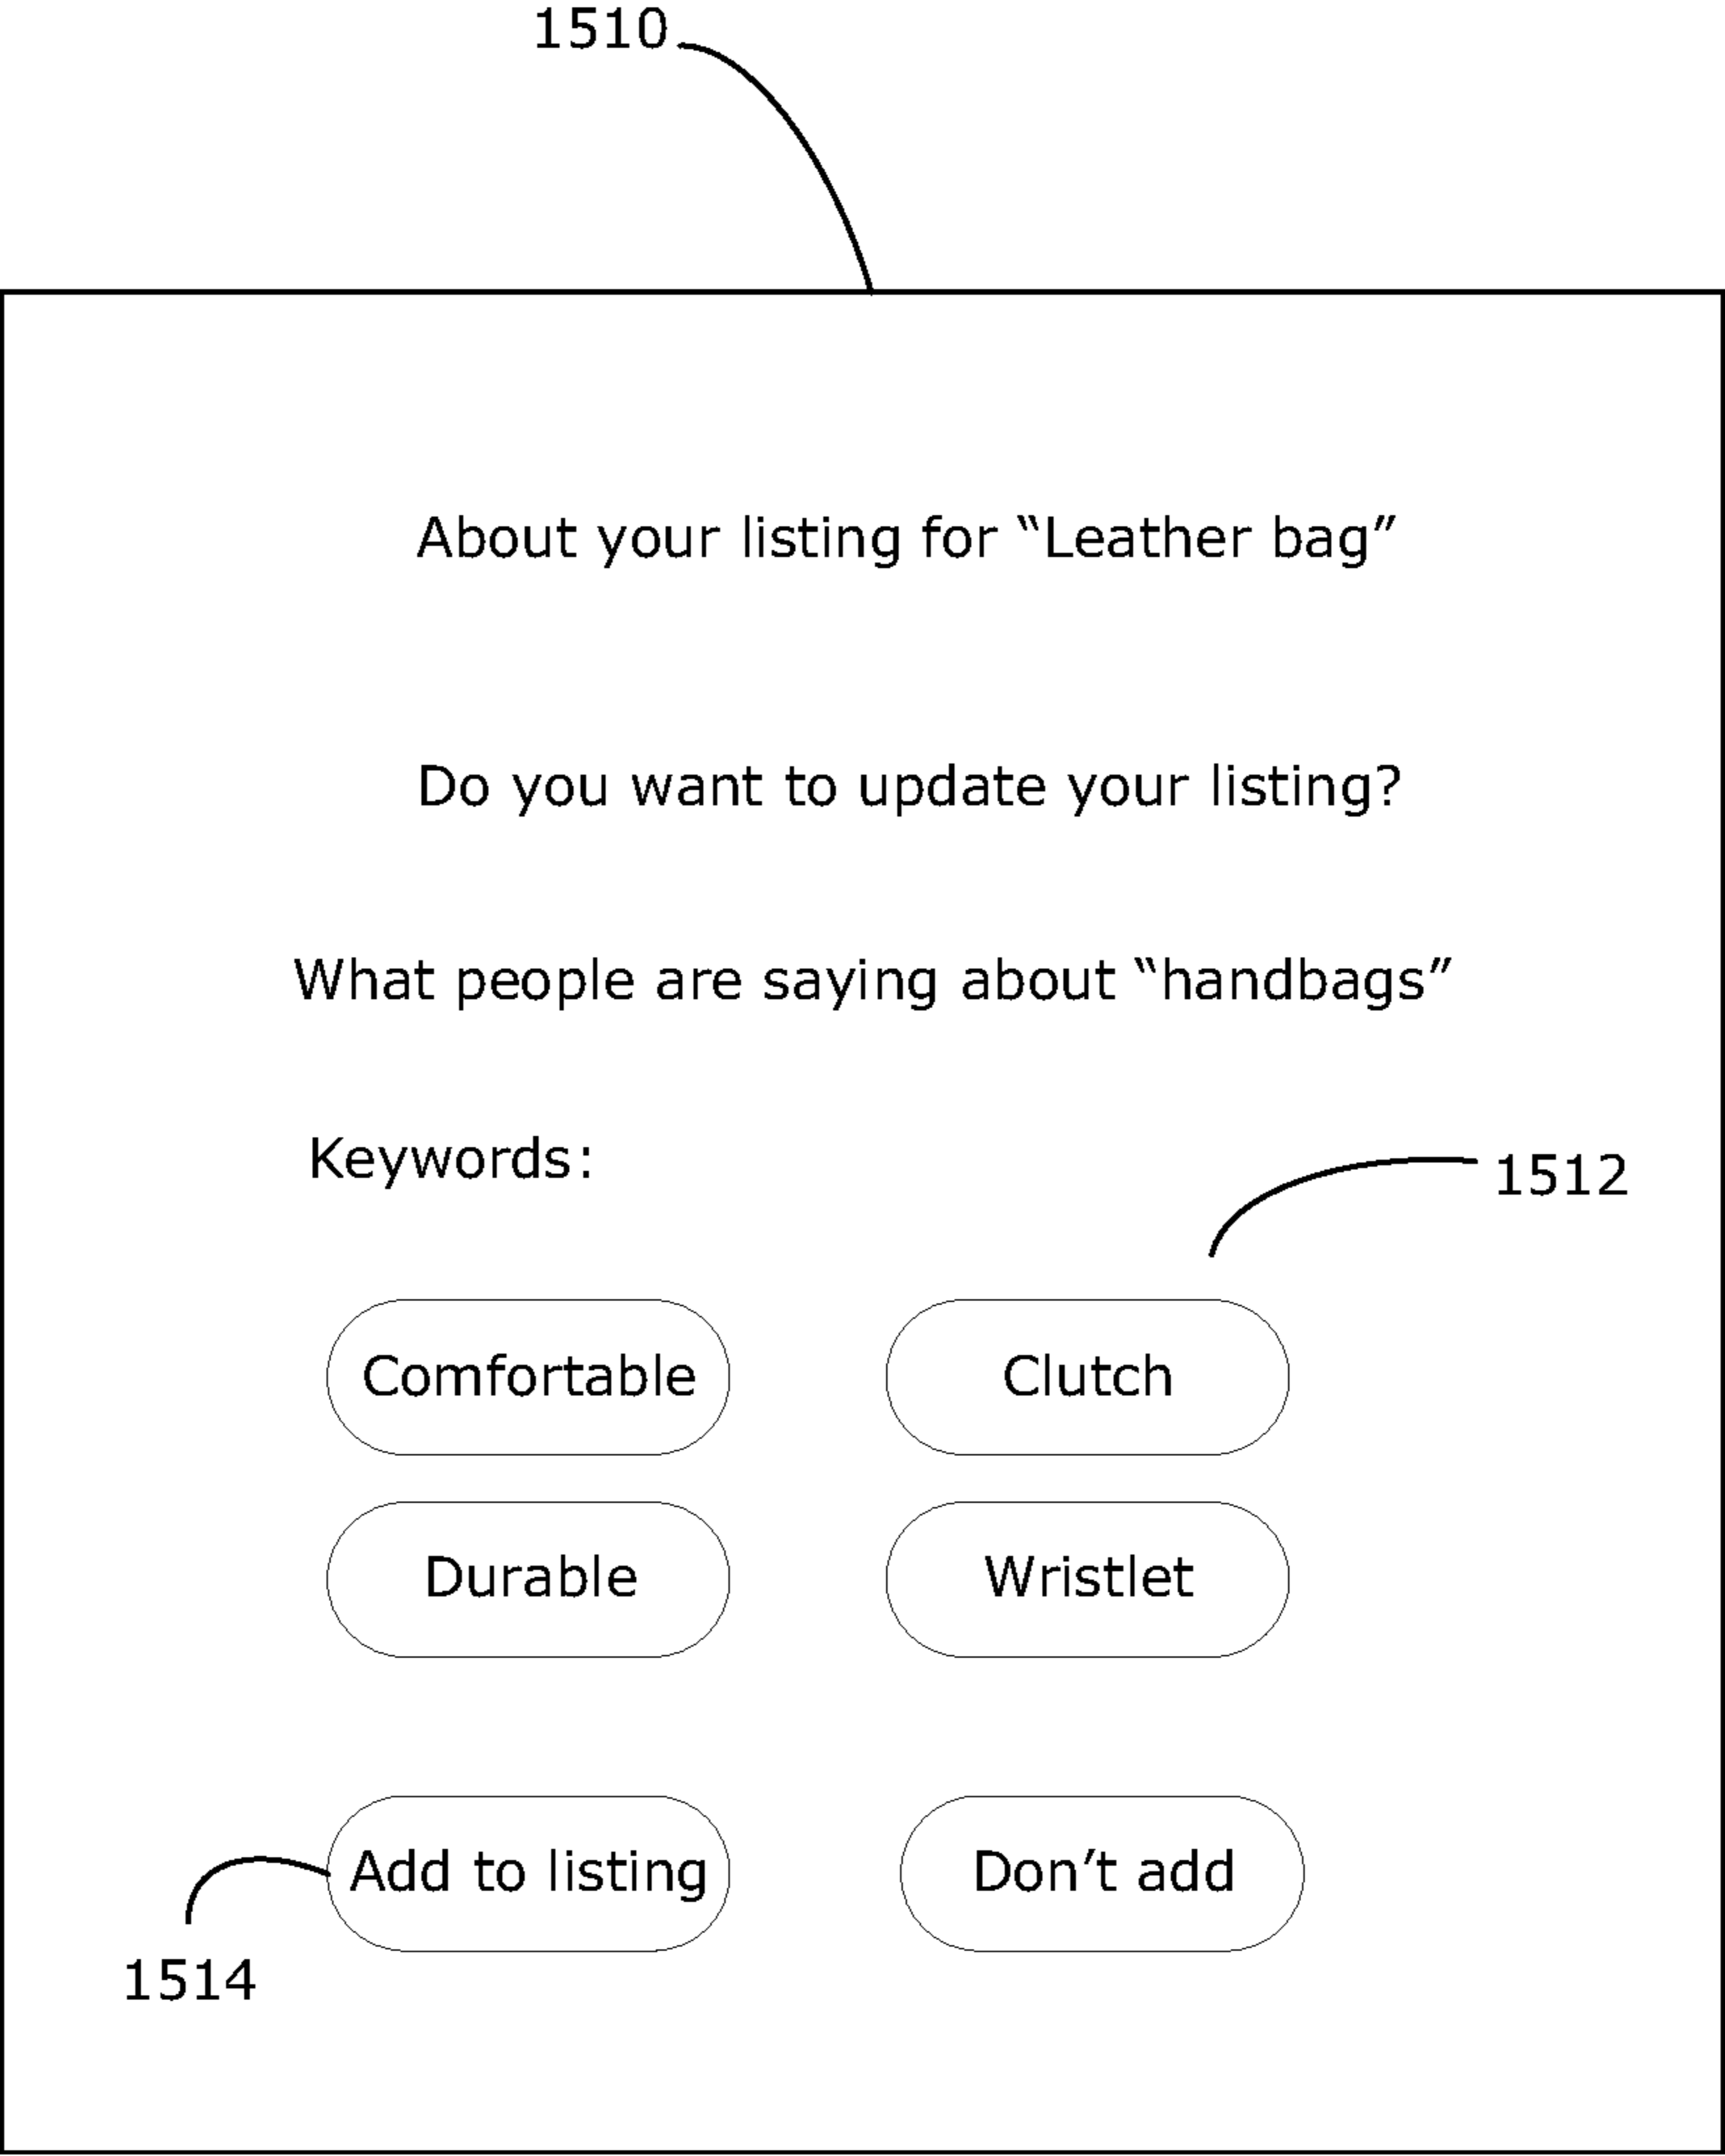 1510
About your listing for “Leather bag”
Do you want to update your listing?
What people are saying about “handbags”
Keywords:
1512
Comfortable
Clutch
Durable
Wristlet
Add to listing
Don’t add
1514